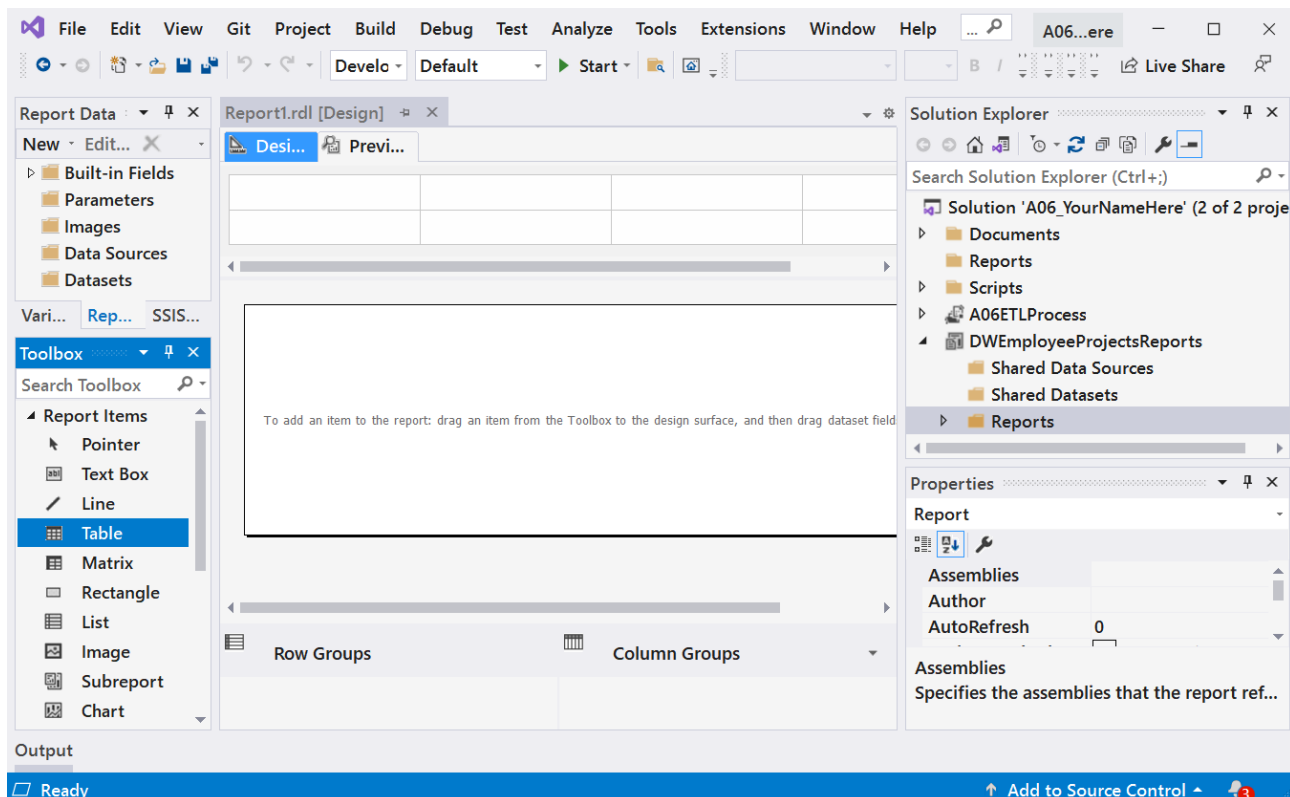 File Edit View Git Project Build Debug Test Analyze Tools Extensions Window Help ... A06...ere
Develo Default Start B I Live Share
Report Data
New Edit...
Built-in Fields
Parameters
Images
Data Sources
Datasets
Vari... Rep... SSIS...
Toolbox
Search Toolbox
Report Items
Pointer
Text Box
Line
Table
Matrix
Rectangle
List
Image
Subreport
Chart
Report1.rdl [Design]
Desi... Previ...
To add an item to the report: drag an item from the Toolbox to the design surface, and then drag dataset field
Row Groups Column Groups
Solution Explorer
Search Solution Explorer (Ctrl+;)
Solution 'A06_YourNameHere' (2 of 2 proje
Documents
Reports
Scripts
A06ETLProcess
DWEmployeeProjectsReports
Shared Data Sources
Shared Datasets
Reports
Properties
Report
Assemblies
Author
AutoRefresh 0
Assemblies
Specifies the assemblies that the report ref...
Output
Ready Add to Source Control 3